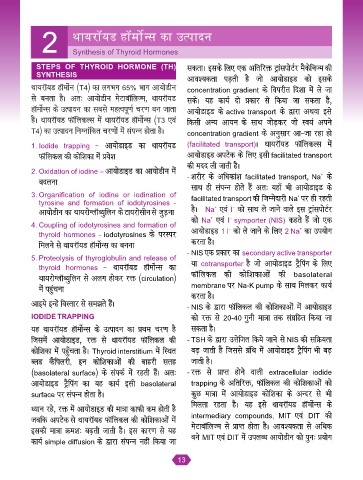 2
थायरॉयड हॉर्मोन्स का उत्पादन
Synthesis of Thyroid Hormones
STEPS OF THYROID HORMONE (TH) SYNTHESIS
थायरॉयड हॉर्मोन (T4) का लगभग 65% भाग आयोडीन
से बनता है। अतः आयोडीन मेटाबॉलिज्म, थायरॉयड
हॉर्मोन्स के उत्पादन का सबसे महत्वपूर्ण चरण बन जाता
है। थायरॉयड फॉलिकल्स में थायरॉयड हॉर्मोन्स (T3 एवं
T4) का उत्पादन निम्नांकित चरणों में संपन्न होता है।
1. Iodide trapping - आयोडाइड का थायरॉयड
फॉलिकल की कोशिका में प्रवेश
2. Oxidation of iodine – आयोडाइड का आयोडीन में
बदलना
3. Organification of iodine or iodination of
tyrosine and formation of iodotyrosines -
आयोडीन का थायरोग्लोब्युलिन के टायरोसीन से जुड़ना
4. Coupling of iodotyrosines and formation of
thyroid hormones - iodotyrosines के परस्पर
मिलने से थायरॉयड हॉर्मोन्स का बनना
5. Proteolysis of thyroglobulin and release of
thyroid hormones – थायरॉयड हॉर्मोन्स का
थायरोग्लोब्युलिन से अलग होकर रक्त (circulation)
में पहुंचना
आइये इन्हें विस्तार से समझते हैं।
IODIDE TRAPPING
यह थायरॉयड हॉर्मोन्स के उत्पादन का प्रथम चरण है
जिसमें आयोडाइड, रक्त से थायरॉयड फॉलिकल की
कोशिका में पहुंचता है। Thyroid interstitium में स्थित
ब्लड कैपिलरी, इन कोशिकाओं की बाहरी सतह
(basolateral surface) के संपर्क में रहती हैं। अतः
आयोडाइड ट्रैपिंग का यह कार्य इसी basolateral
surface पर संपन्न होता है।
ध्यान रहे, रक्त में आयोडाइड की मात्रा काफी कम होती है
जबकि अपटेक से थायरॉयड फॉलिकल की कोशिकाओं में
इसकी मात्रा क्रमशः बढ़ती जाती है। इस कारण से यह
कार्य simple diffusion के द्वारा संपन्न नहीं किया जा
सकता। इसके लिए एक अतिरिक्त ट्रांसपोर्टर मैकेनिज्म की
आवश्यकता पड़ती है जो आयोडाइड को इसके
concentration gradient के विपरीत दिशा में ले जा
सके। यह कार्य दो प्रकार से किया जा सकता है,
आयोडाइड के active transport के द्वारा अथवा इसे
किसी अन्य आयन के साथ जोड़कर जो स्वयं अपने
concentration gradient के अनुसार आ-जा रहा हो
(facilitated transport)। थायरॉयड फॉलिकल्स में
आयोडाइड अपटेक के लिए इसी facilitated transport
की मदद ली जाती है।
- शरीर के अधिकांश facilitated transport, Na+ के
साथ ही संपन्न होते हैं अतः यहाँ भी आयोडाइड के
facilitated transport की जिम्मेदारी Na+ पर ही रहती
है। Na+ एवं I- को साथ ले जाने वाले इस ट्रांसपोर्टर
को Na+ एवं I- symporter (NIS) कहते हैं जो एक
आयोडाइड 1I- को ले जाने के लिए 2 Na+ का उपयोग
करता है।
- NIS एक प्रकार का secondary active transporter
या cotransporter है जो आयोडाइड ट्रैपिंग के लिए
फॉलिकल की कोशिकाओं की basolateral
membrane पर Na-K pump के साथ मिलकर कार्य
करता है।
- NIS के द्वारा फॉलिकल की कोशिकाओं में आयोडाइड
को रक्त से 20-40 गुनी मात्रा तक संग्रहित किया जा
सकता है।
- TSH के द्वारा उत्तेजित किये जाने से NIS की सक्रियता
बढ़ जाती है जिससे ग्रंथि में आयोडाइड ट्रैपिंग भी बढ़
जाती है।
- रक्त से प्राप्त होने वाली extracellular iodide
trapping के अतिरिक्त, फॉलिकल की कोशिकाओं को
कुछ मात्रा में आयोडाइड कोशिका के अन्दर से भी
मिलता रहता है। यह इसे थायरॉयड हॉर्मोन्स के
intermediary compounds, MIT एवं DIT की
मेटाबॉलिज्म से प्राप्त होता है। आवश्यकता से अधिक
बने MIT एवं DIT में उपलब्ध आयोडीन को पुनः प्रयोग
13